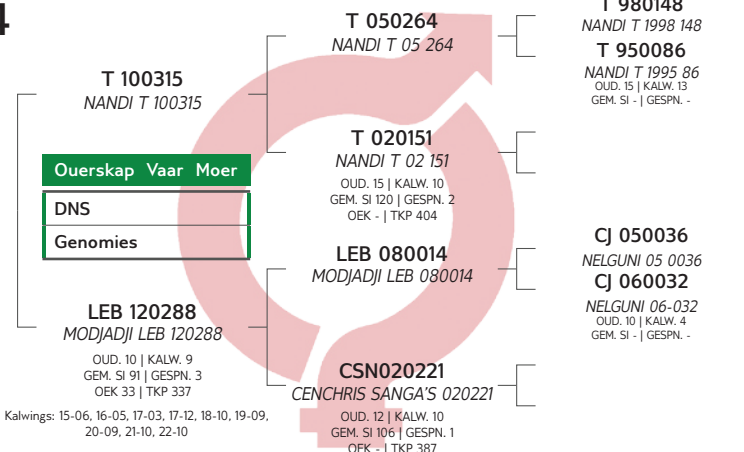 4
T 100315
NANDI T 100315
Ouerskap Vaar Moer
DNS
Genomies
LEB 120288
MODJADJI LEB 120288
OUD. 10 | KALW. 9
GEM. SI 91 | GESPN. 3
OEK 33 | TKP 337
Kalwings: 15-06, 16-05, 17-03, 17-12, 18-10, 19-09,
20-09, 21-10, 22-10
T 050264
NANDI T 05 264
T 020151
NANDI T 02 151
OUD. 15 | KALW. 10
GEM. SI 120 | GESPN. 2
OEK - | TKP 404
LEB 080014
MODJADJI LEB 080014
CSN020221
CENCHRIS SANGA'S 020221
OUD. 12 | KALW. 10
GEM. SI 106 | GESPN. 1
OEK - | TKP 387
T 980148
NANDI T 1998 148
T 950086
NANDI T 1995 86
OUD. 15 | KALW. 13
GEM. SI - | GESPN. -
CJ 050036
NELGUNI 05 0036
CJ 060032
NELGUNI 06-032
OUD. 10 | KALW. 4
GEM. SI - | GESPN. -